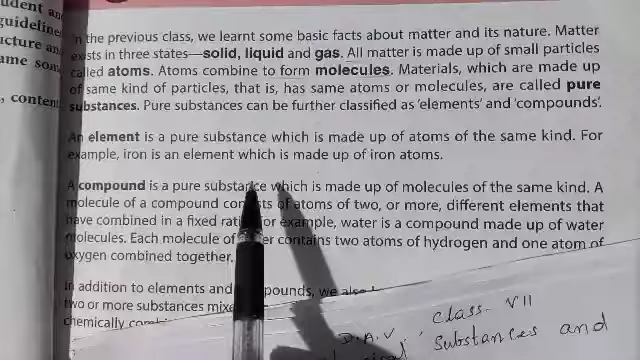 udent an
guideline
ucture an
ame som
, content
In the previous class, we learnt some basic facts about matter and its nature. Matter
exists in three states—solid, liquid and gas. All matter is made up of small particles
called atoms. Atoms combine to form molecules. Materials, which are made up
of same kind of particles, that is, has same atoms or molecules, are called pure
substances. Pure substances can be further classified as 'elements' and 'compounds'.
An element is a pure substance which is made up of atoms of the same kind. For
example, iron is an element which is made up of iron atoms.
A compound is a pure substance which is made up of molecules of the same kind. A
molecule of a compound consists of atoms of two, or more, different elements that
have combined in a fixed ratio. For example, water is a compound made up of water
molecules. Each molecule of water contains two atoms of hydrogen and one atom of
oxygen combined together.
In addition to elements and compounds, we also
two or more substances mixe
chemically
class- VII
D.A.V Substances and